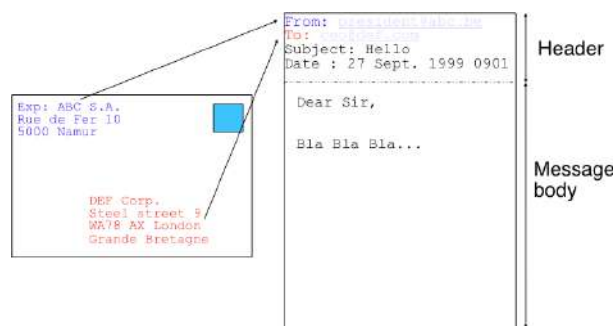 From: president@abc.be
To: ceo@def.com
Subject: Hello
Date : 27 Sept. 1999 0901
Header
Exp: ABC S.A.
Rue de Fer 10
5000 Namur
Dear Sir,
Bla Bla Bla...
DEF Corp.
Steel street 9
WA78 AX London
Grande Bretagne
Message
body